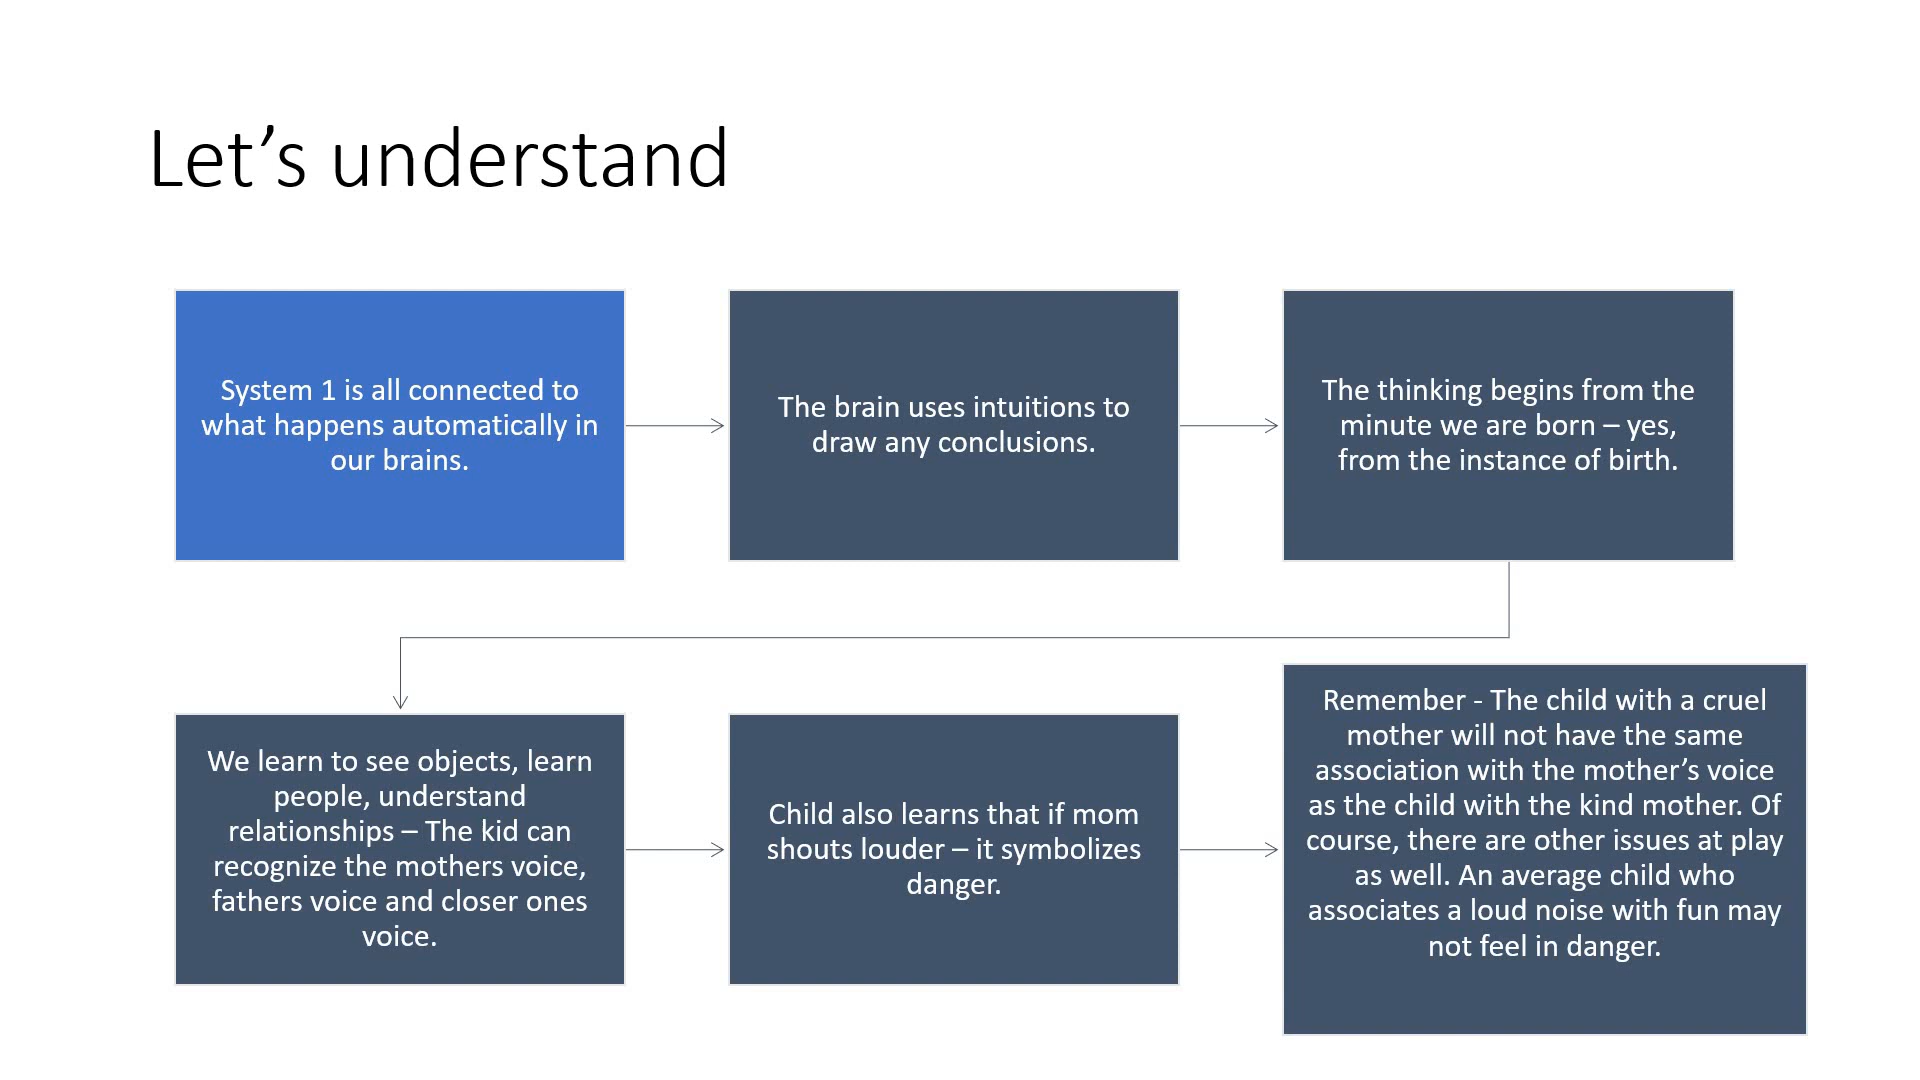 Let’s understand
System 1 is all connected to
what happens automatically in
our brains.
The brain uses intuitions to
draw any conclusions.
The thinking begins from the
minute we are born – yes,
from the instance of birth.
We learn to see objects, learn
people, understand
relationships – The kid can
recognize the mothers voice,
fathers voice and closer ones
voice.
Child also learns that if mom
shouts louder – it symbolizes
danger.
Remember - The child with a cruel
mother will not have the same
association with the mother’s voice
as the child with the kind mother. Of
course, there are other issues at play
as well. An average child who
associates a loud noise with fun may
not feel in danger.